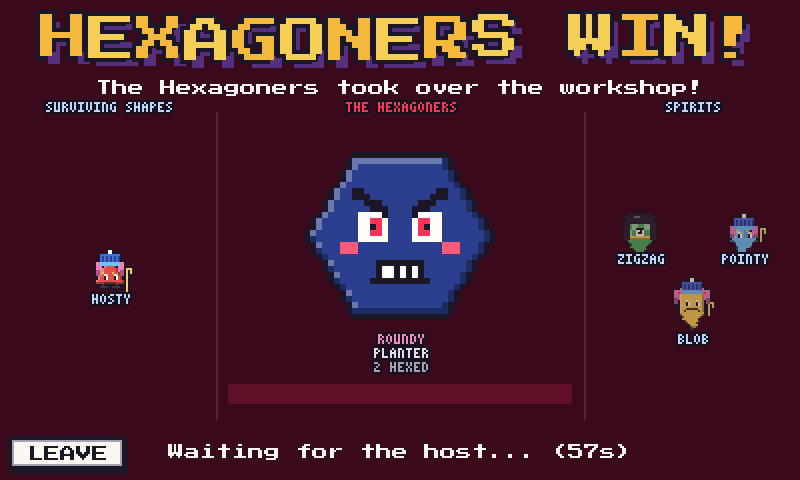 HEXAGONERS WIN!
The Hexagoners took over the workshop!
SURVIVING SHAPES
THE HEXAGONERS
SPIRITS
HOSTY
ZIGZAG
POINTY
BLOB
ROUNDY
PLANTER
2 HEXED
LEAVE
Waiting for the host... (57s)